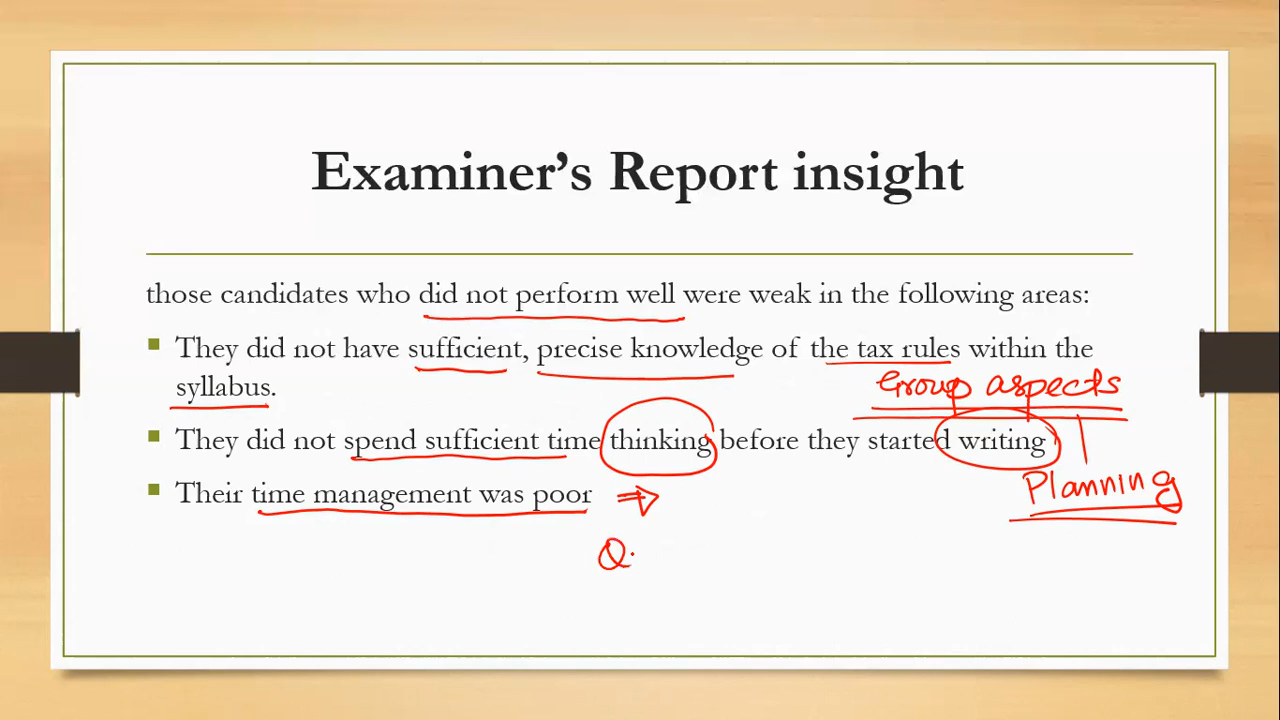 Examiner's Report insight
those candidates who did not perform well were weak in the following areas:
They did not have sufficient, precise knowledge of the tax rules within the
syllabus.
Group aspects
They did not spend sufficient time thinking before they started writing
Planning
Their time management was poor ⇒
Q.